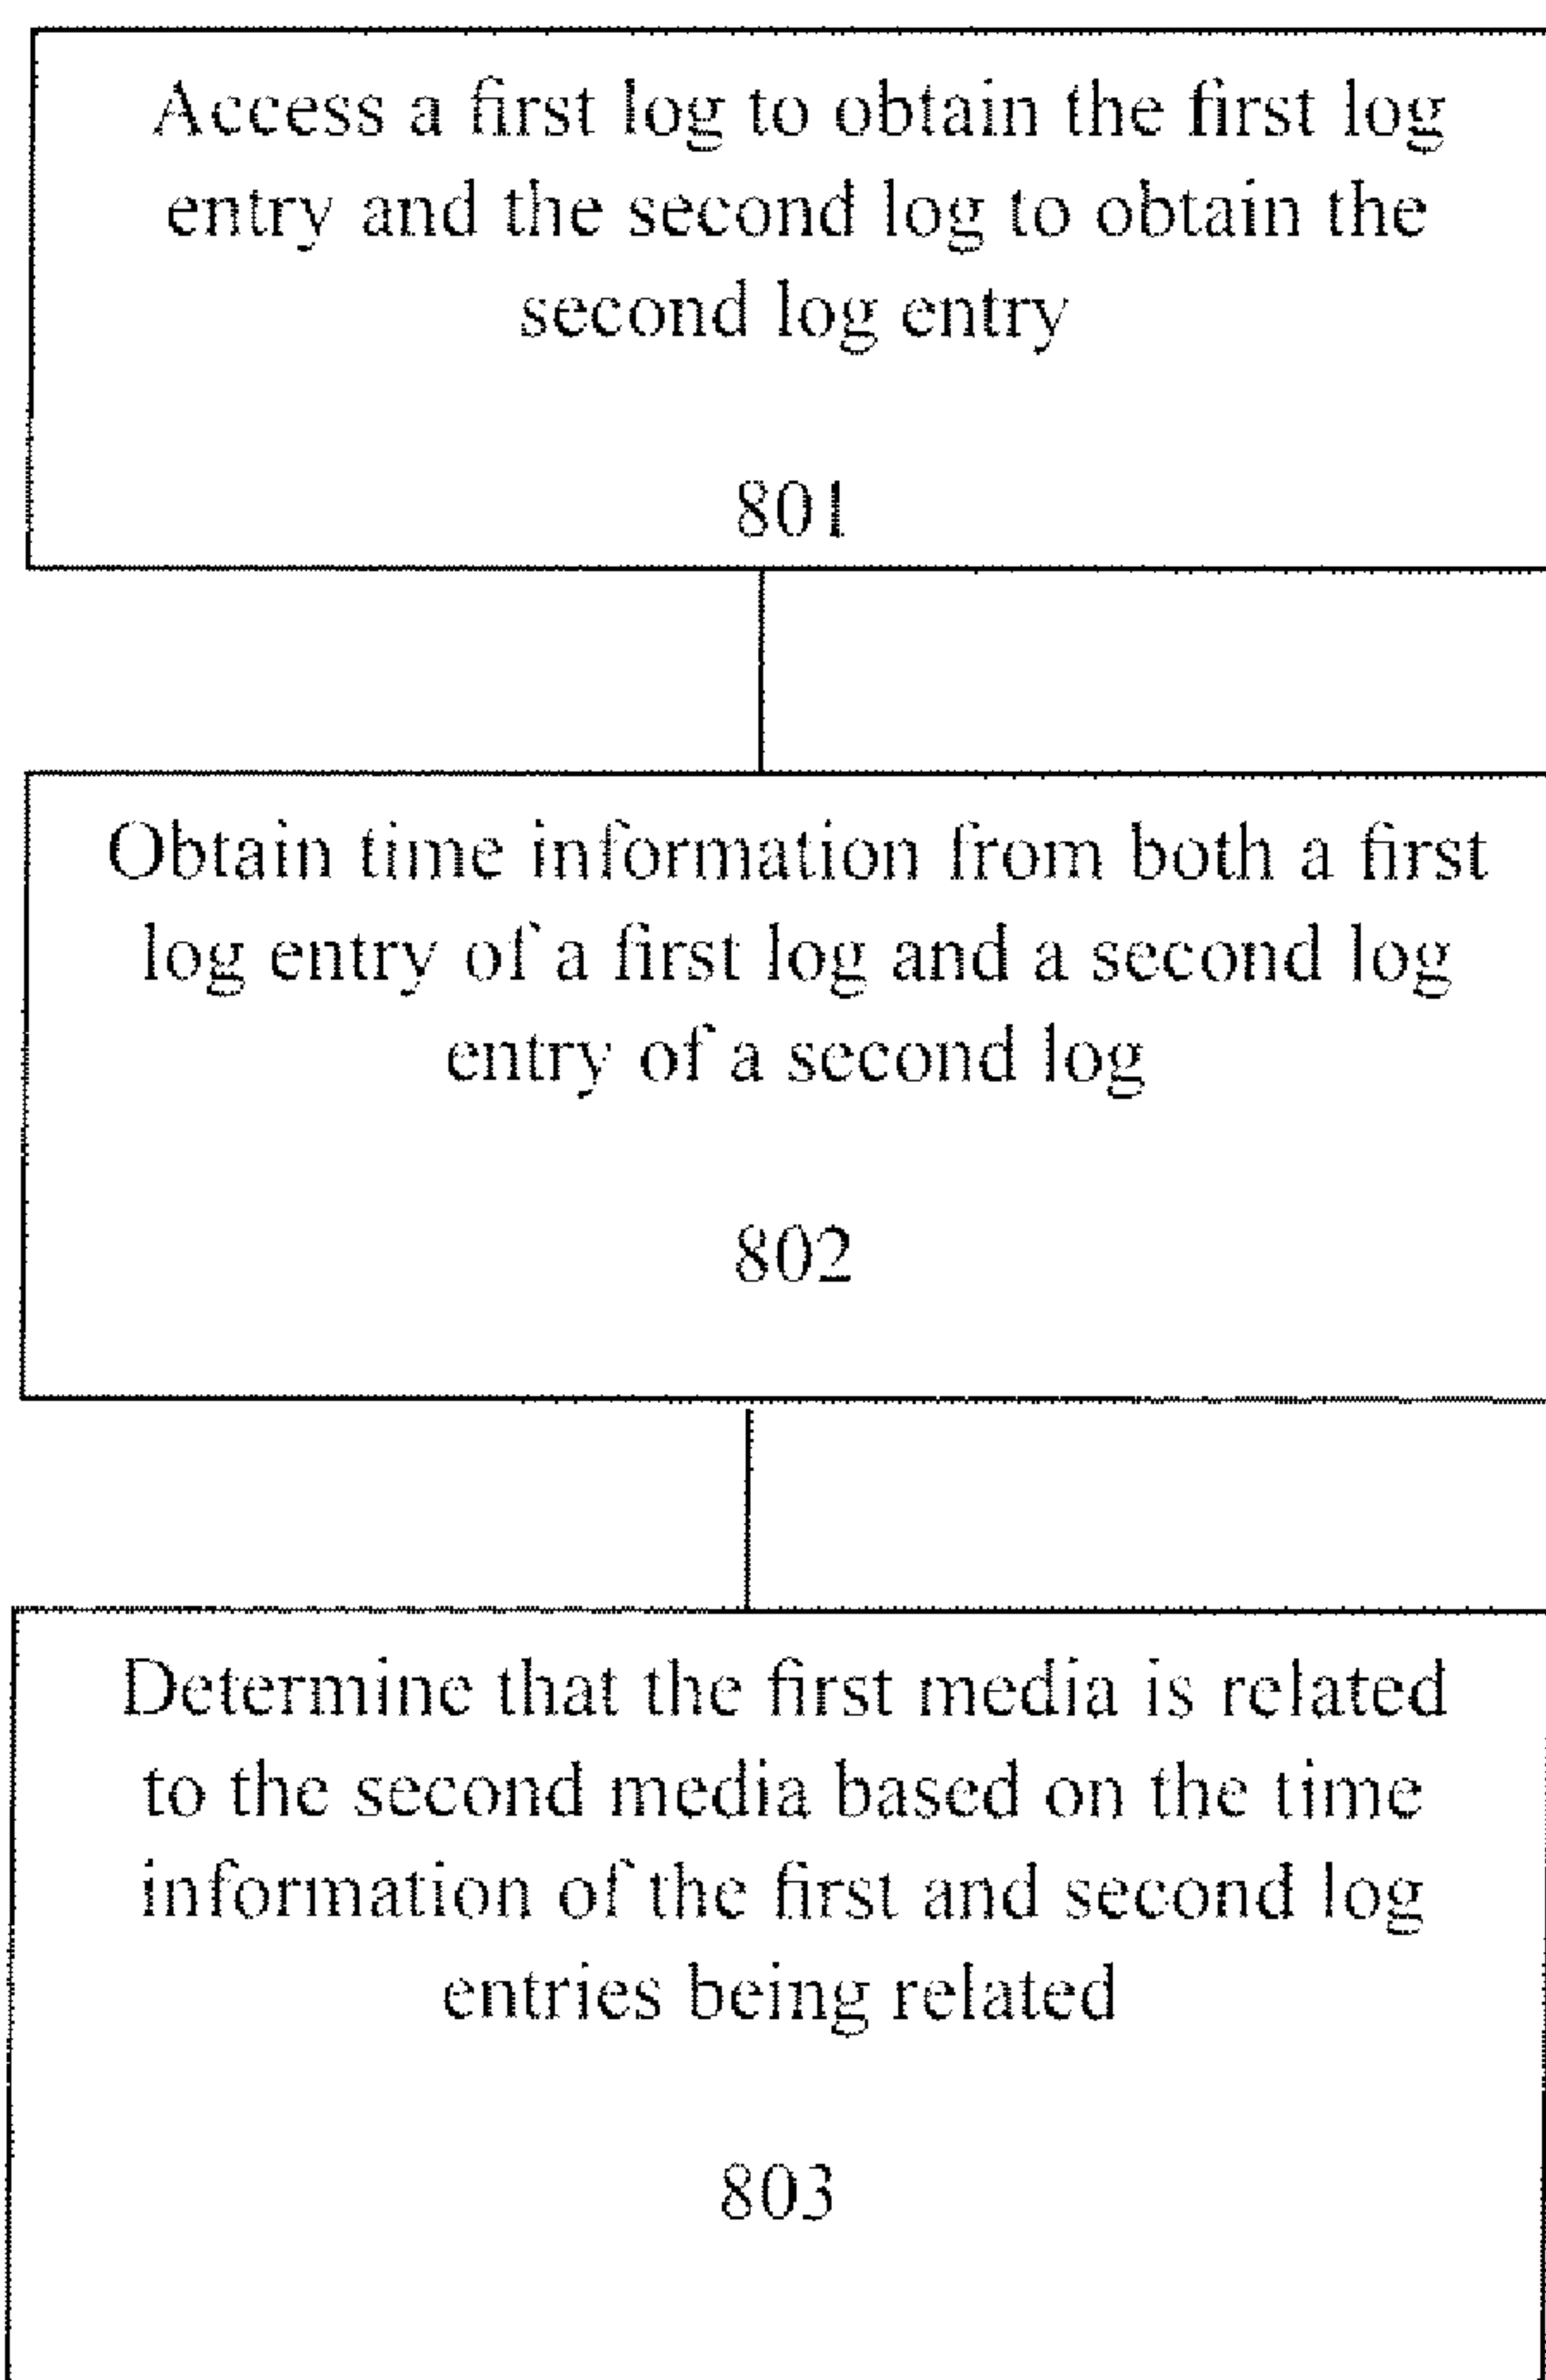 Access a first log to obtain the first log
entry and the second log to obtain the
second log entry
801
Obtain time information from both a first
log entry of a first log and a second log
entry of a second log
802
Determine that the first media is related
to the second media based on the time
information of the first and second log
entries being related
803